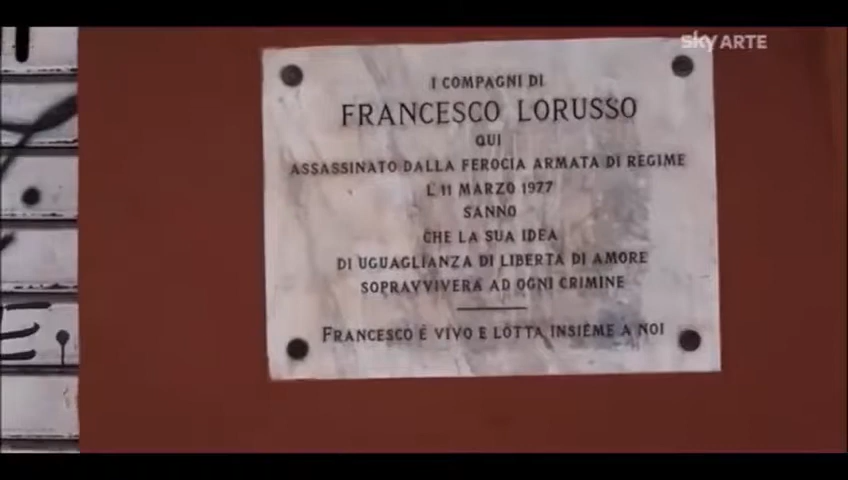 sky ARTE
I COMPAGNI DI
FRANCESCO LORUSSO
QUI
ASSASSINATO DALLA FEROCIA ARMATA DI REGIME
L'11 MARZO 1977
SANNO
CHE LA SUA IDEA
DI UGUAGLIANZA DI LIBERTA DI AMORE
SOPRAVVIVERA AD OGNI CRIMINE
FRANCESCO É VIVO E LOTTA INSIEME A NOI